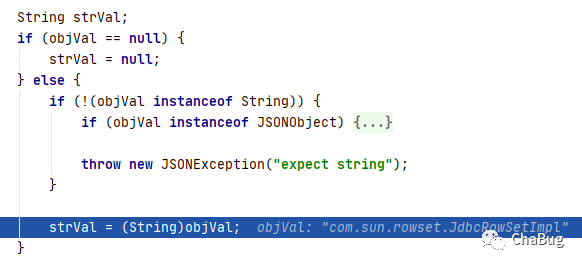 String strVal;
if (objVal == null) {
    strVal = null;
} else {
    if (!(objVal instanceof String)) {
        if (objVal instanceof JSONObject) {...}

        throw new JSONException("expect string");
    }

    strVal = (String)objVal;  objVal: "com.sun.rowset.JdbcRowSetImpl"
}
ChaBug